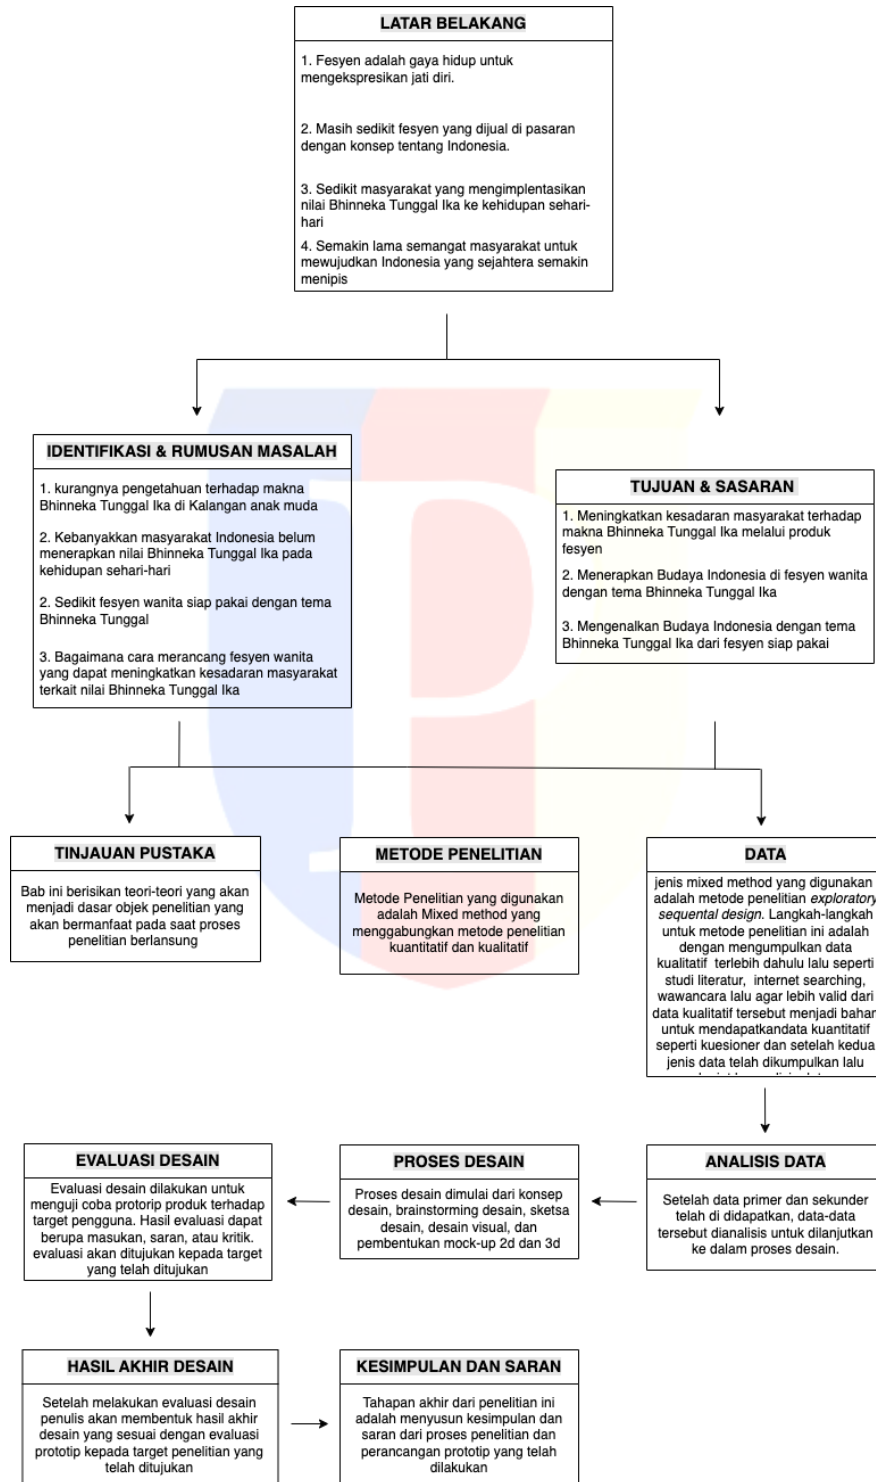 LATAR BELAKANG
1. Fesyen adalah gaya hidup untuk
mengekspresikan jati diri.
2. Masih sedikit fesyen yang dijual di pasaran
dengan konsep tentang Indonesia.
3. Sedikit masyarakat yang mengimplentasikan
nilai Bhinneka Tunggal Ika ke kehidupan sehari-
hari
4. Semakin lama semangat masyarakat untuk
mewujudkan Indonesia yang sejahtera semakin
menipis
IDENTIFIKASI & RUMUSAN MASALAH
1. kurangnya pengetahuan terhadap makna
Bhinneka Tunggal Ika di Kalangan anak muda
2. Kebanyakkan masyarakat Indonesia belum
menerapkan nilai Bhinneka Tunggal Ika pada
kehidupan sehari-hari
2. Sedikit fesyen wanita siap pakai dengan tema
Bhinneka Tunggal
3. Bagaimana cara merancang fesyen wanita
yang dapat meningkatkan kesadaran masyarakat
terkait nilai Bhinneka Tunggal Ika
TUJUAN & SASARAN
1. Meningkatkan kesadaran masyarakat terhadap
makna Bhinneka Tunggal Ika melalui produk
fesyen
2. Menerapkan Budaya Indonesia di fesyen wanita
dengan tema Bhinneka Tunggal Ika
3. Mengenalkan Budaya Indonesia dengan tema
Bhinneka Tunggal Ika dari fesyen siap pakai
P
TINJAUAN PUSTAKA
Bab ini berisikan teori-teori yang akan
menjadi dasar objek penelitian yang
akan bermanfaat pada saat proses
penelitian berlansung
METODE PENELITIAN
Metode Penelitian yang digunakan
adalah Mixed method yang
menggabungkan metode penelitian
kuantitatif dan kualitatif
DATA
jenis mixed method yang digunakan
adalah metode penelitian exploratory
sequental design. Langkah-langkah
untuk metode penelitian ini adalah
dengan mengumpulkan data
kualitatif terlebih dahulu lalu seperti
studi literatur, internet searching,
wawancara lalu agar lebih valid dari
data kualitatif tersebut menjadi bahan
untuk mendapatkandata kuantitatif
seperti kuesioner dan setelah kedua
jenis data telah dikumpulkan lalu
EVALUASI DESAIN
Evaluasi desain dilakukan untuk
menguji coba protorip produk terhadap
target pengguna. Hasil evaluasi dapat
berupa masukan, saran, atau kritik.
evaluasi akan ditujukan kepada target
yang telah ditujukan
PROSES DESAIN
Proses desain dimulai dari konsep
desain, brainstorming desain, sketsa
desain, desain visual, dan
pembentukan mock-up 2d dan 3d
ANALISIS DATA
Setelah data primer dan sekunder
telah di didapatkan, data-data
tersebut dianalisis untuk dilanjutkan
ke dalam proses desain.
HASIL AKHIR DESAIN
Setelah melakukan evaluasi desain
penulis akan membentuk hasil akhir
desain yang sesuai dengan evaluasi
prototip kepada target penelitian yang
telah ditujukan
KESIMPULAN DAN SARAN
Tahapan akhir dari penelitian ini
adalah menyusun kesimpulan dan
saran dari proses penelitian dan
perancangan prototip yang telah
dilakukan